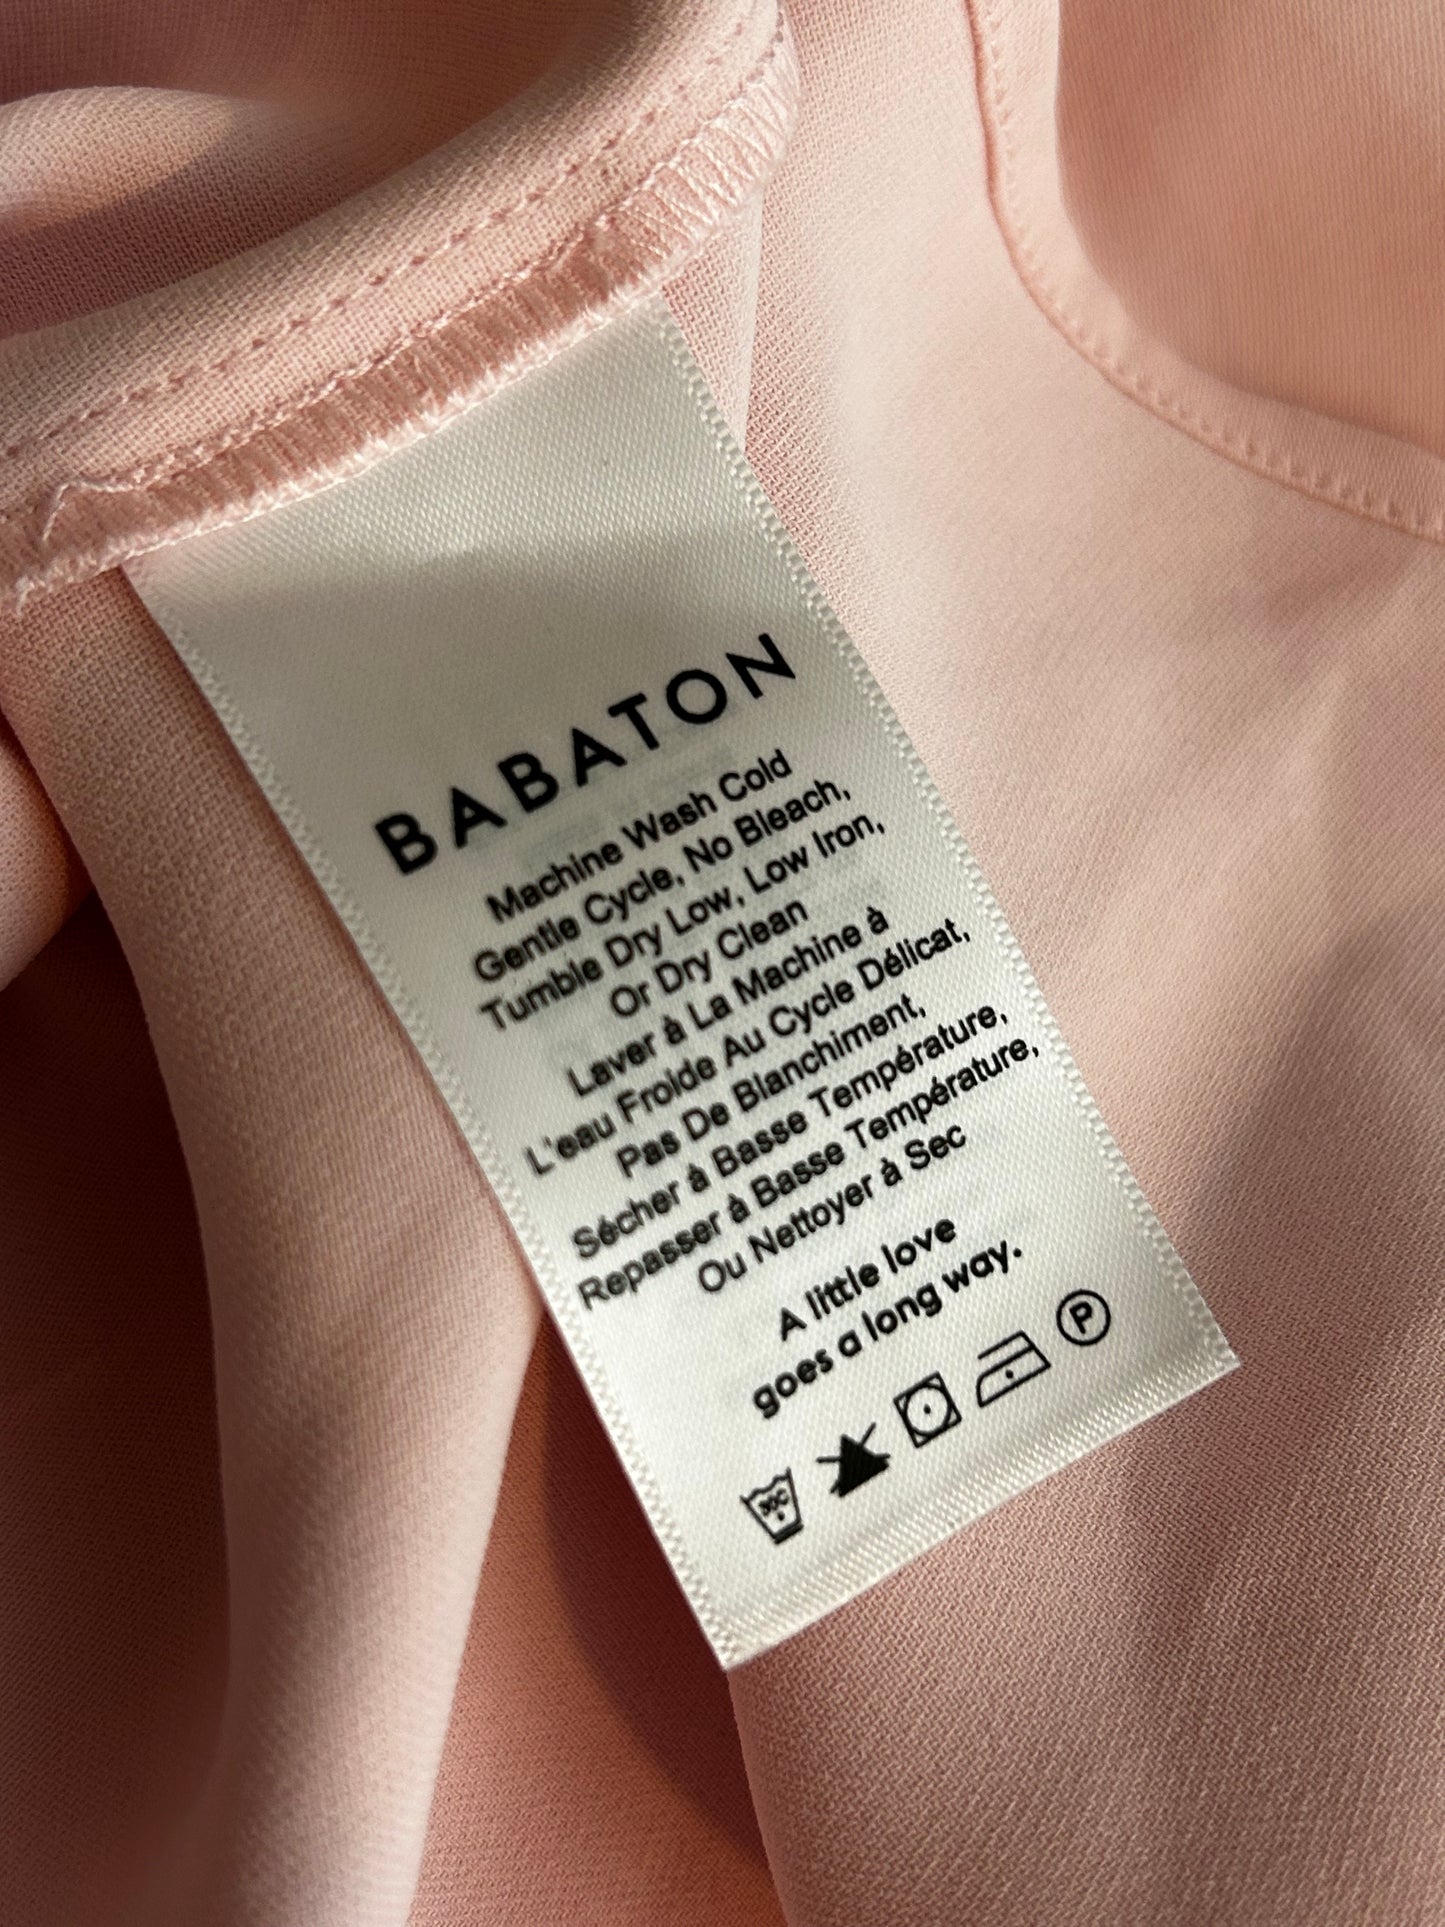 BABATON
Machine Wash Cold
Gentle Cycle, No Bleach,
Tumble Dry Low, Low Iron,
Or Dry Clean
Laver à La Machine à
L'eau Froide Au Cycle Délicat,
Pas De Blanchiment,
Sécher à Basse Température,
Repasser à Basse Température,
Ou Nettoyer à Sec
A little love
goes a long way.
30C
P